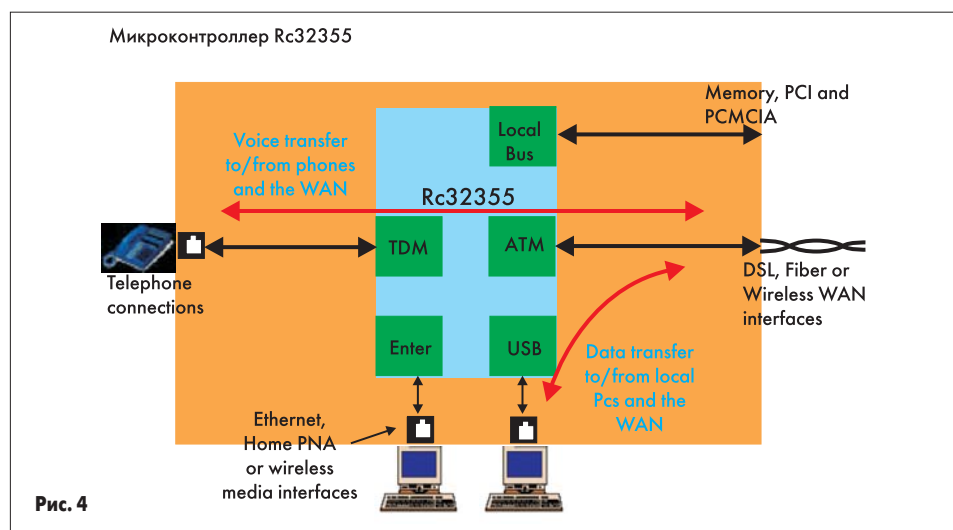 Микроконтроллер Rc32355
Memory, PCI and
PCMCIA
Local
Bus
Voice transfer
to/from phones
and the WAN
Rc32355
TDM
ATM
Telephone
connections
DSL, Fiber or
Wireless WAN
interfaces
Enter
USB
Data transfer
to/from local
Pcs and the
WAN
Ethernet,
Home PNA
or wireless
media interfaces
Рис. 4